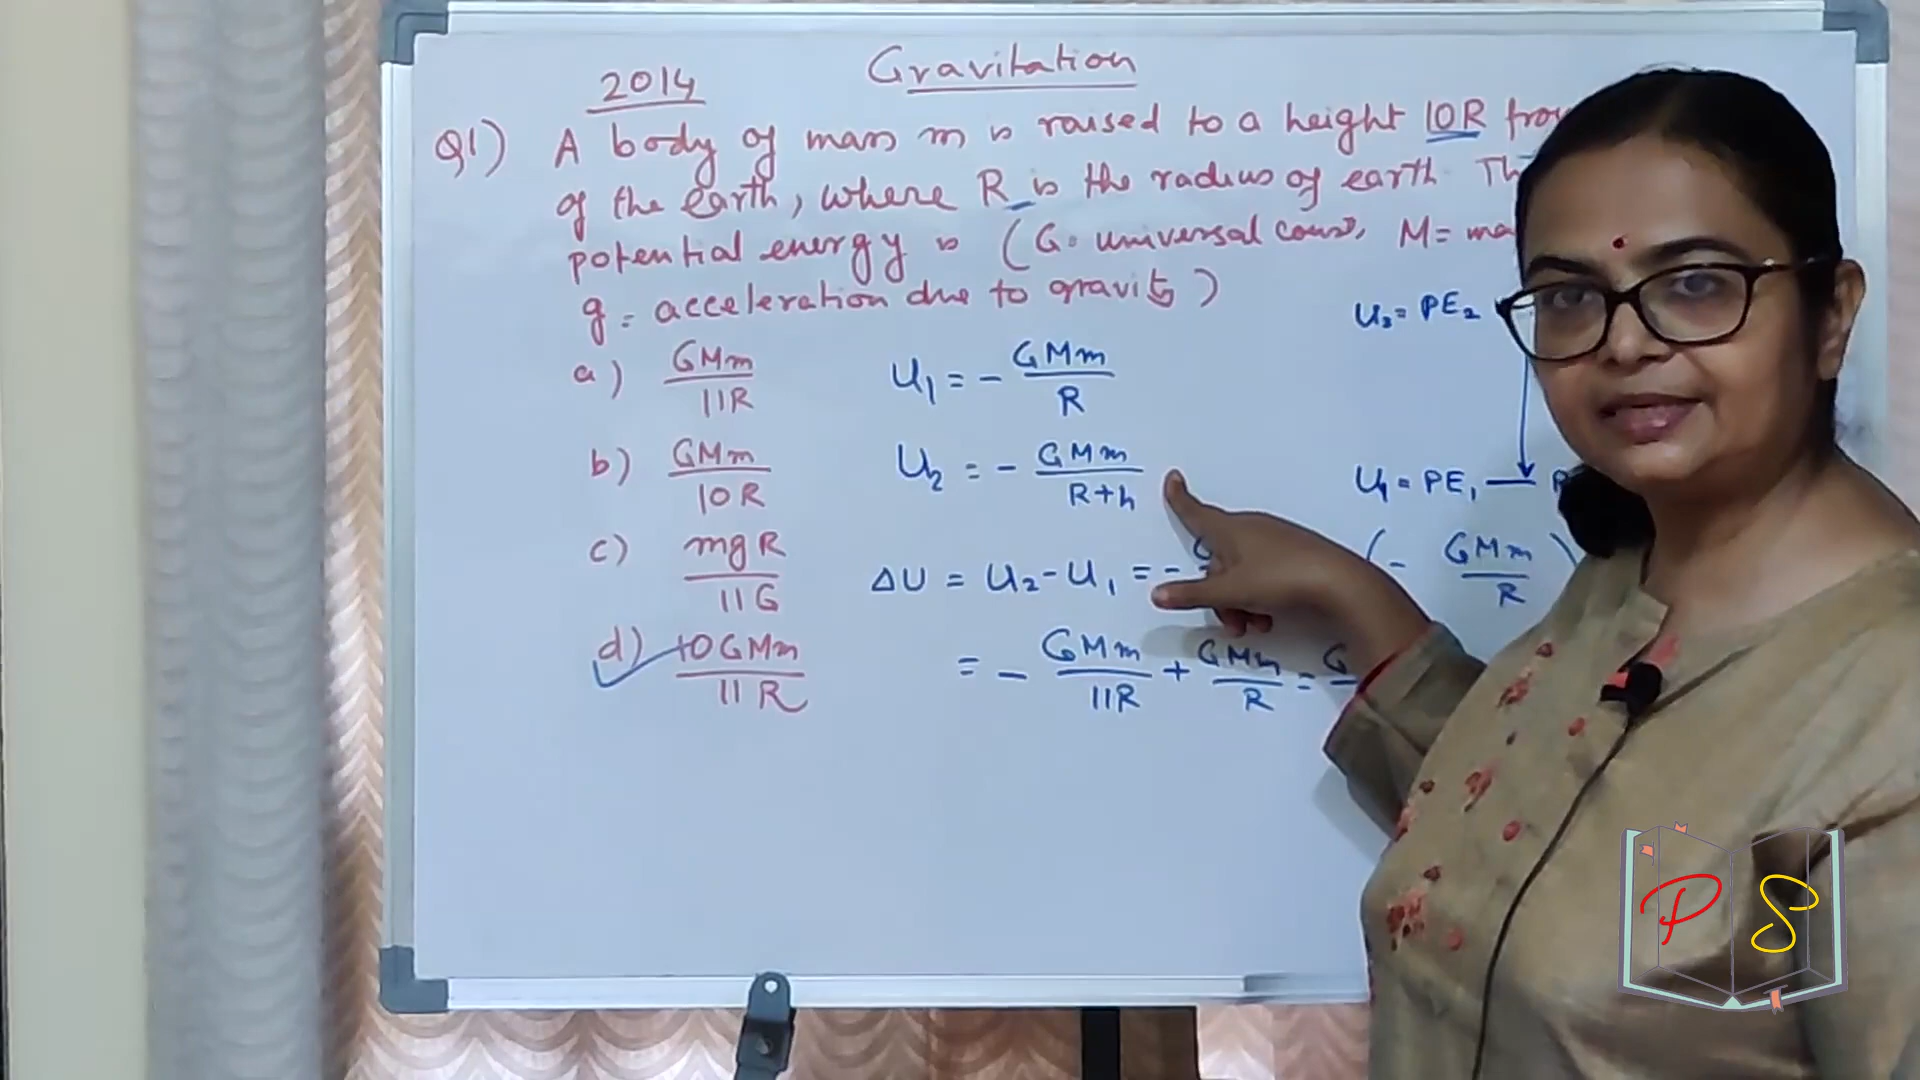 Gravitation
2014
Q1) A body of mass m is raised to a height 10R from
of the earth, where R is the radius of earth. Th
potential energy is (G = universal const, M = ma
g = acceleration due to gravity)
a) GMm/11R
b) GMm/10R
c) mgR/11G
d) 10GMm/11R
U₁ = - GMm/R
U₂ = - GMm/R+h
ΔU = U₂-U₁ = - G (- GMm/R)
= - GMm/11R + GMm/R = G
U₂ = PE₂
U₁ = PE₁
P S